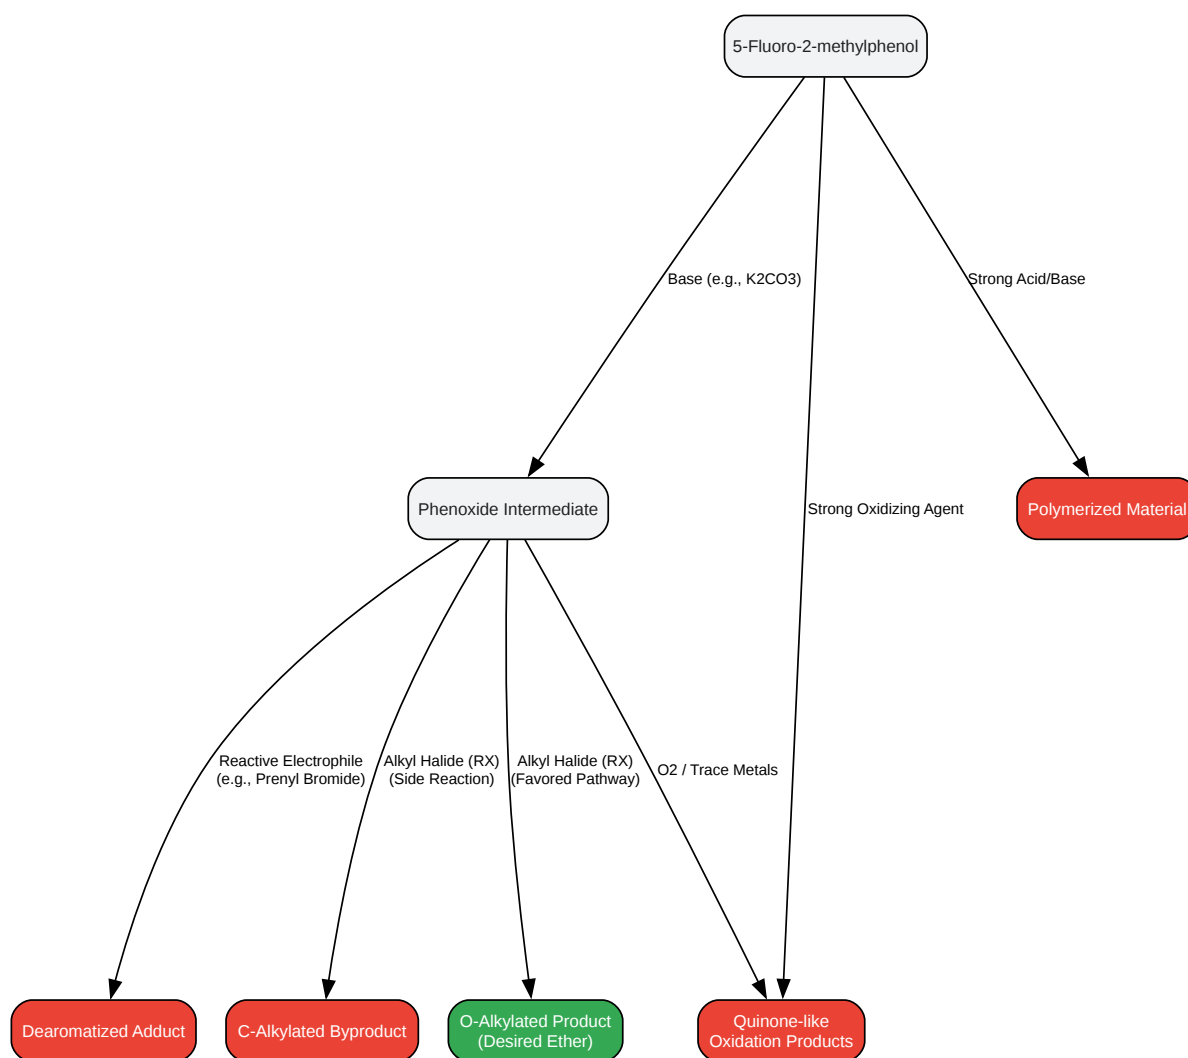 5-Fluoro-2-methylphenol
Base (e.g., K2CO3)
Strong Acid/Base
Phenoxide Intermediate
Strong Oxidizing Agent
Polymerized Material
Reactive Electrophile
(e.g., Prenyl Bromide)
Alkyl Halide (RX)
(Side Reaction)
Alkyl Halide (RX)
(Favored Pathway)
O2 / Trace Metals
Dearomatized Adduct
C-Alkylated Byproduct
O-Alkylated Product
(Desired Ether)
Quinone-like
Oxidation Products